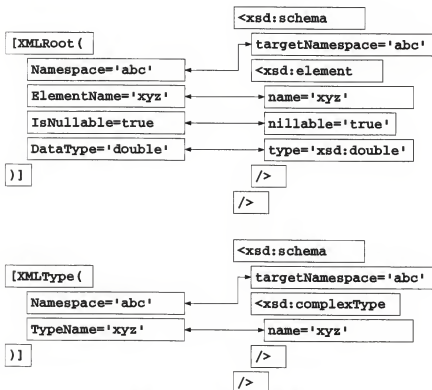 <xsd:schema
[XMLRoot( targetNamespace='abc'
Namespace='abc' <xsd:element
ElementName='xyz' name='xyz'
IsNullable=true nillable='true'
DataType='double' type='xsd:double'
)] />
/>
<xsd:schema
[XMLType( targetNamespace='abc'
Namespace='abc' <xsd:complexType
TypeName='xyz' name='xyz'
)] />
/>